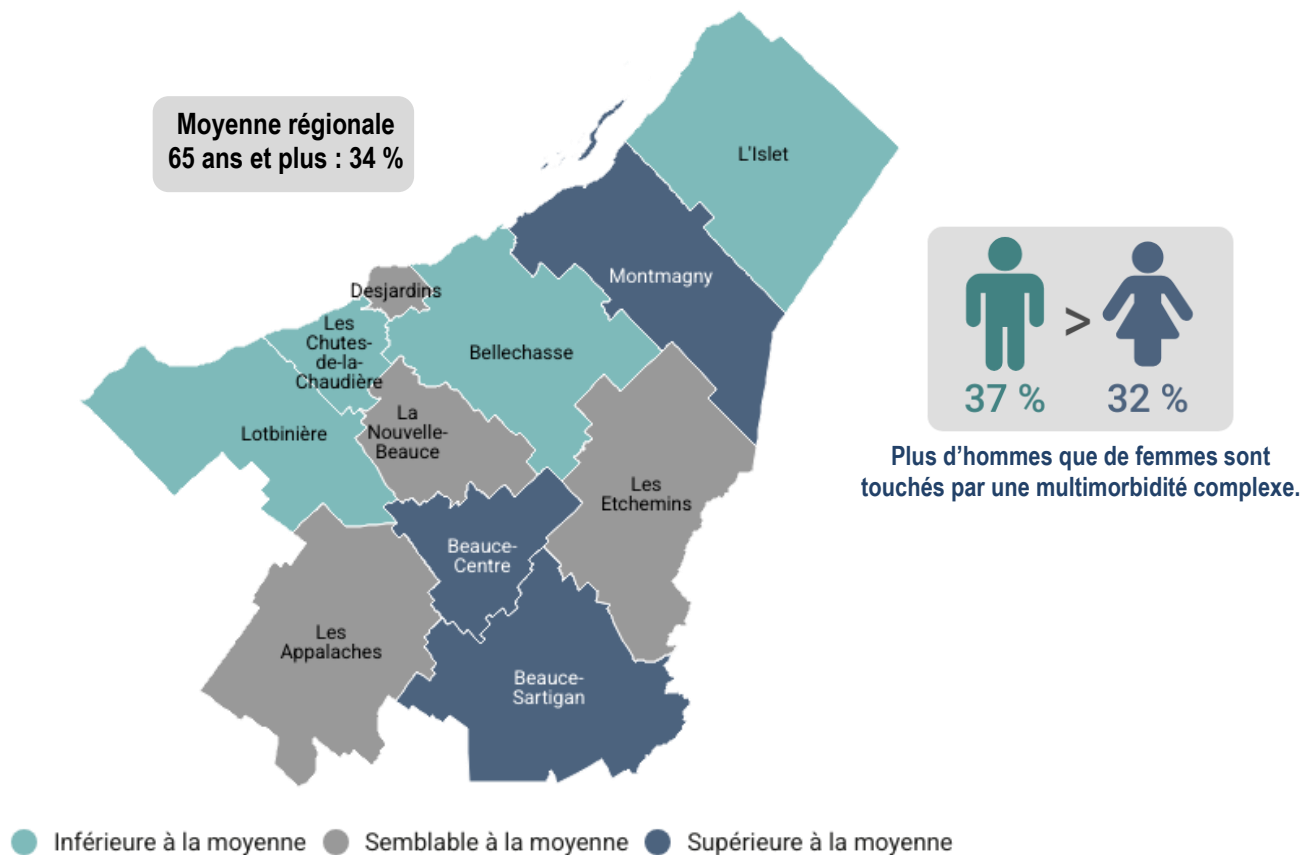 Moyenne régionale
65 ans et plus : 34 %
L'Islet
Montmagny
Desjardins
Les
Chutes-
de-la-
Chaudière
Bellechasse
Lotbinière
La
Nouvelle-
Beauce
Les
Etchemins
Beauce-
Centre
Les
Appalaches
Beauce-
Sartigan
>
37 % 32 %
Plus d’hommes que de femmes sont
touchés par une multimorbidité complexe.
Inférieure à la moyenne Semblable à la moyenne Supérieure à la moyenne